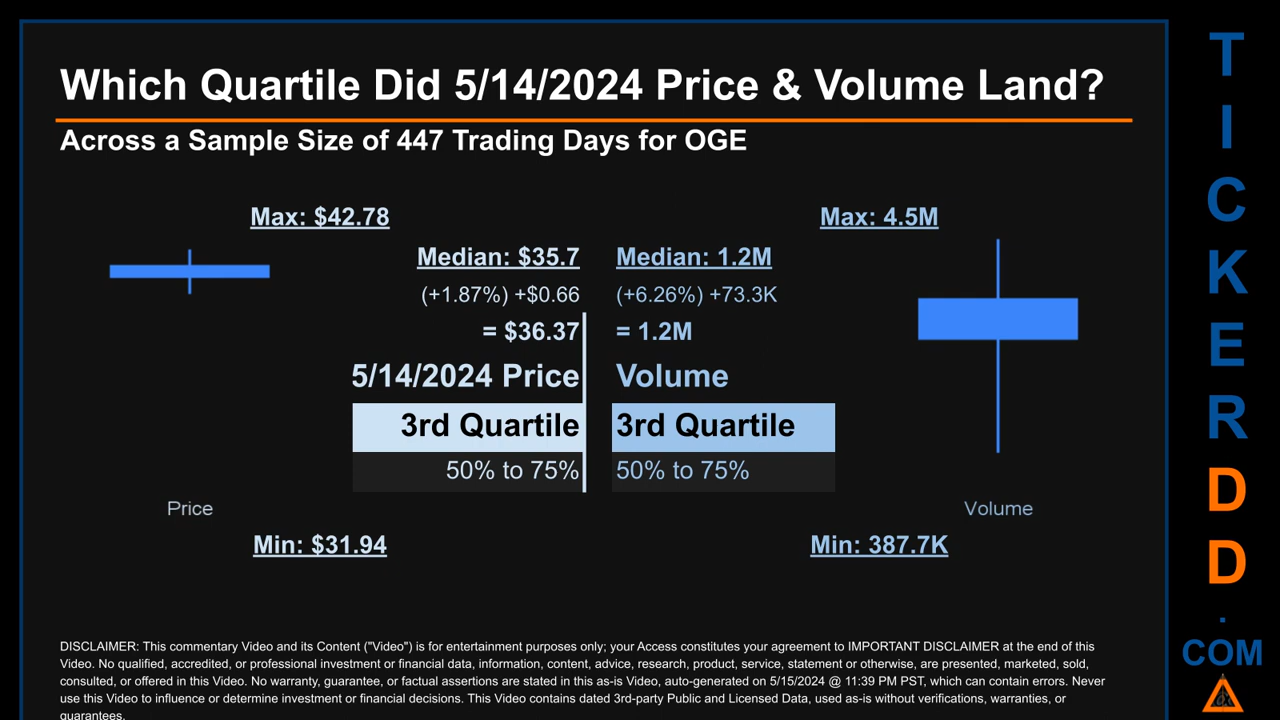 Which Quartile Did 5/14/2024 Price & Volume Land?
Across a Sample Size of 447 Trading Days for OGE
Max: $42.78
Max: 4.5M
Median: $35.7
Median: 1.2M
(+1.87%) +$0.66
(+6.26%) +73.3K
= $36.37
= 1.2M
5/14/2024 Price
Volume
3rd Quartile
3rd Quartile
50% to 75%
50% to 75%
Price
Volume
Min: $31.94
Min: 387.7K
DISCLAIMER: This commentary Video and its Content ("Video") is for entertainment purposes only; your Access constitutes your agreement to IMPORTANT DISCLAIMER at the end of this
Video. No qualified, accredited, or professional investment or financial data, information, content, advice, research, product, service, statement or otherwise, are presented, marketed, sold,
consulted, or offered in this Video. No warranty, guarantee, or factual assertions are stated in this as-is Video, auto-generated on 5/15/2024 @ 11:39 PM PST, which can contain errors. Never
use this Video to influence or determine investment or financial decisions. This Video contains dated 3rd-party Public and Licensed Data, used as-is without verifications, warranties, or
guarantees.
T
I
C
K
E
R
D
D
.
COM